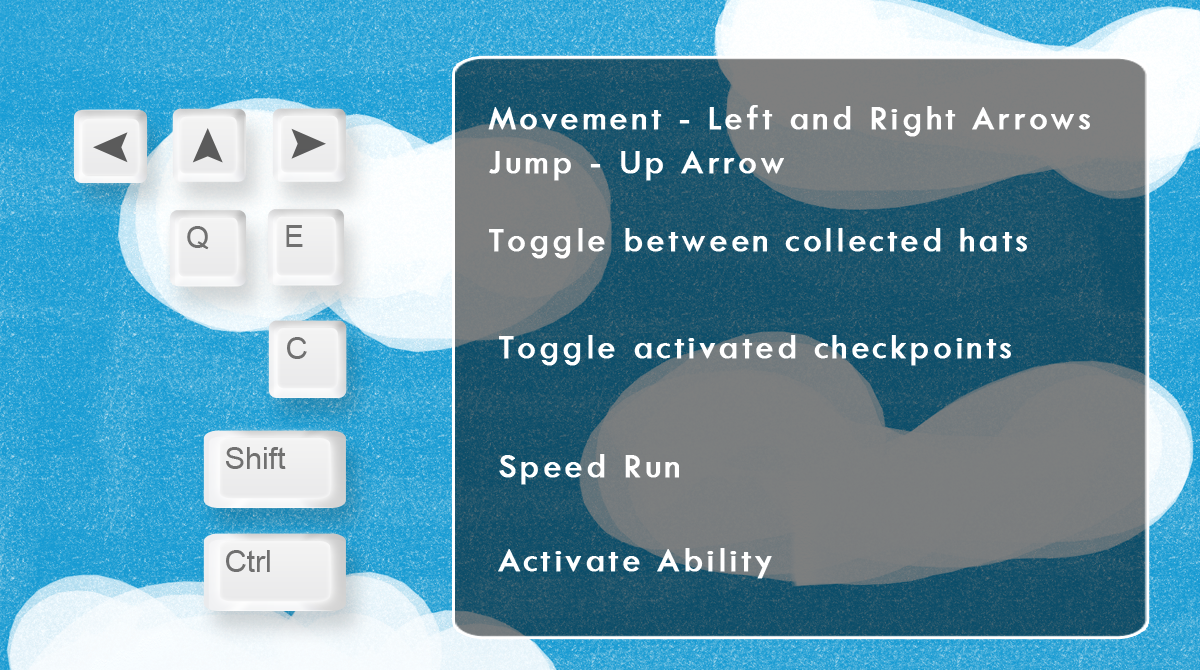 Movement - Left and Right Arrows
Jump - Up Arrow
Q E
Toggle between collected hats
C
Toggle activated checkpoints
Shift
Speed Run
Ctrl
Activate Ability